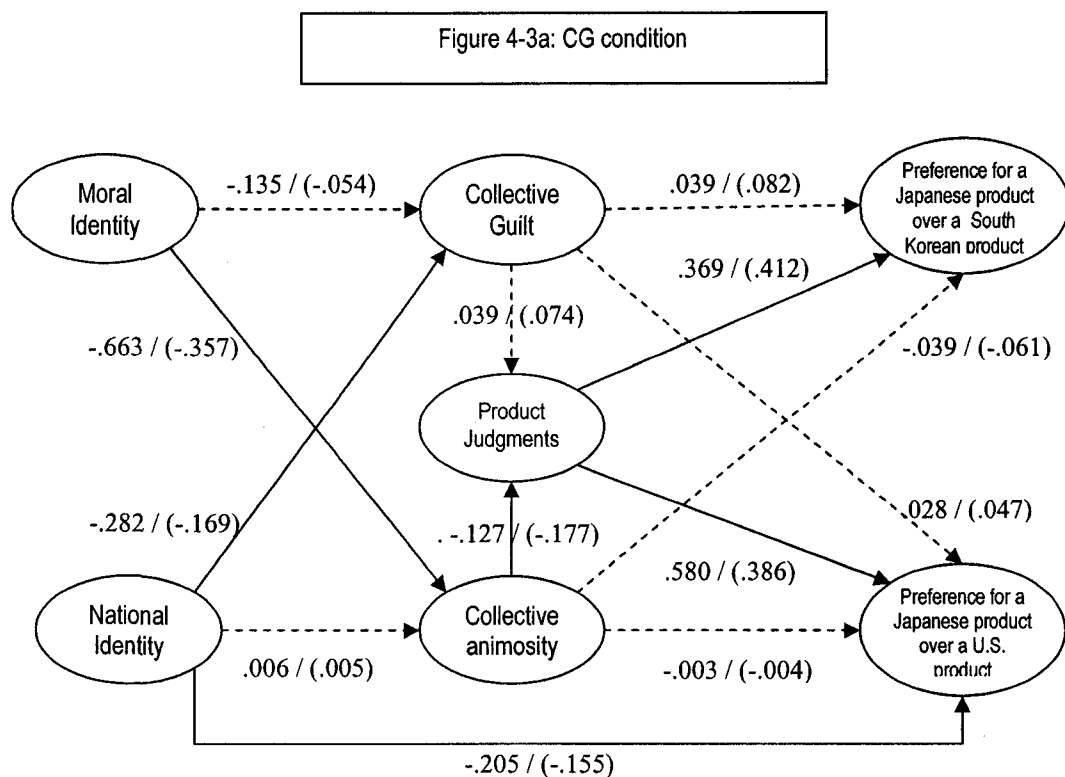 Figure 4-3a: CG condition
Moral
Identity
-.135 / (-.054)
Collective
Guilt
.039 / (.082)
Preference for a
Japanese product
over a South
Korean product
.369 / (.412)
-.663 / (-.357)
.039 / (.074)
-.039 / (-.061)
Product
Judgments
-.282 / (-.169)
. -.127 / (-.177)
.028 / (.047)
.580 / (.386)
National
Identity
.006 / (.005)
Collective
animosity
-.003 / (-.004)
Preference for a
Japanese product
over a U.S.
product
-.205 / (-.155)